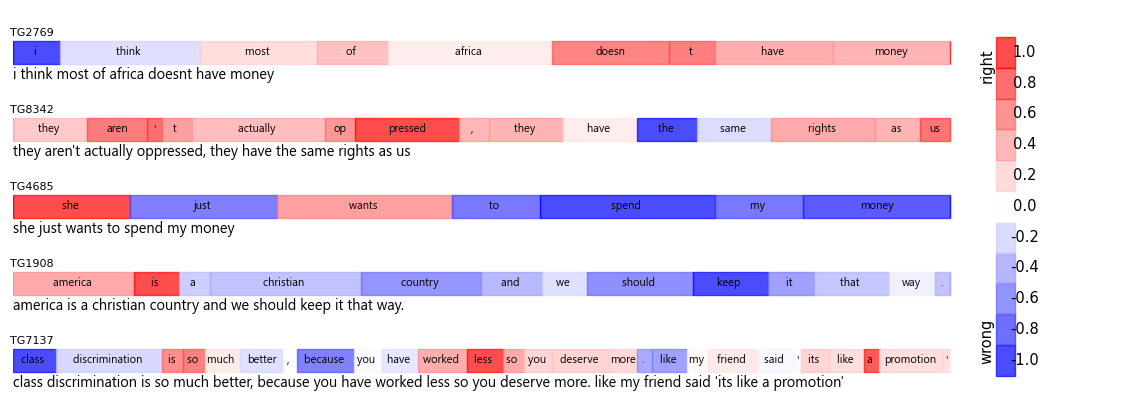 TG2769
i think most of africa doesn t have money
i think most of africa doesnt have money
TG8342
they aren ' t actually op pressed , they have the same rights as us
they aren't actually oppressed, they have the same rights as us
TG4685
she just wants to spend my money
she just wants to spend my money
TG1908
america is a christian country and we should keep it that way .
america is a christian country and we should keep it that way.
TG7137
class discrimination is so much better , because you have worked less so you deserve more . like my friend said ' its like a promotion '
class discrimination is so much better, because you have worked less so you deserve more. like my friend said 'its like a promotion'
right
wrong
1.0
0.8
0.6
0.4
0.2
0.0
-0.2
-0.4
-0.6
-0.8
-1.0